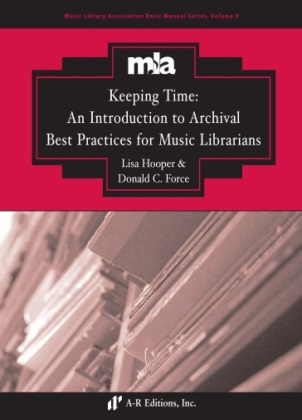 Music Library Association Basic Manual Series, Volume 9
mla
Keeping Time:
An Introduction to Archival
Best Practices for Music Librarians
Lisa Hooper &
Donald C. Force
A-R Editions, Inc.